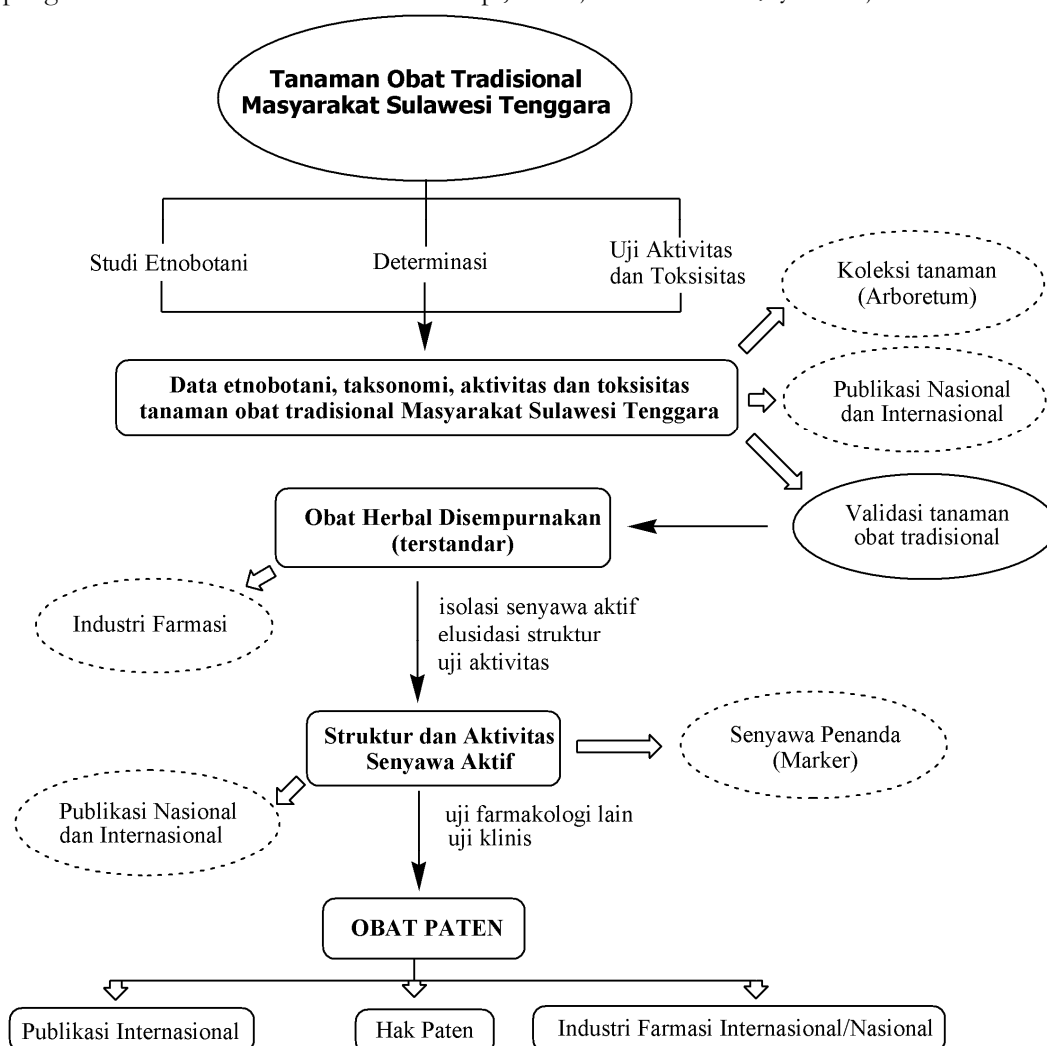 Tanaman Obat Tradisional
Masyarakat Sulawesi Tenggara
Studi Etnobotani
Determinasi
Uji Aktivitas
dan Toksisitas
Koleksi tanaman
(Arboretum)
Data etnobotani, taksonomi, aktivitas dan toksisitas
tanaman obat tradisional Masyarakat Sulawesi Tenggara
Publikasi Nasional
dan Internasional
Validasi tanaman
obat tradisional
Obat Herbal Disempurnakan
(terstandar)
Industri Farmasi
isolasi senyawa aktif
elusidasi struktur
uji aktivitas
Struktur dan Aktivitas
Senyawa Aktif
Senyawa Penanda
(Marker)
Publikasi Nasional
dan Internasional
uji farmakologi lain
uji klinis
OBAT PATEN
Publikasi Internasional
Hak Paten
Industri Farmasi Internasional/Nasional